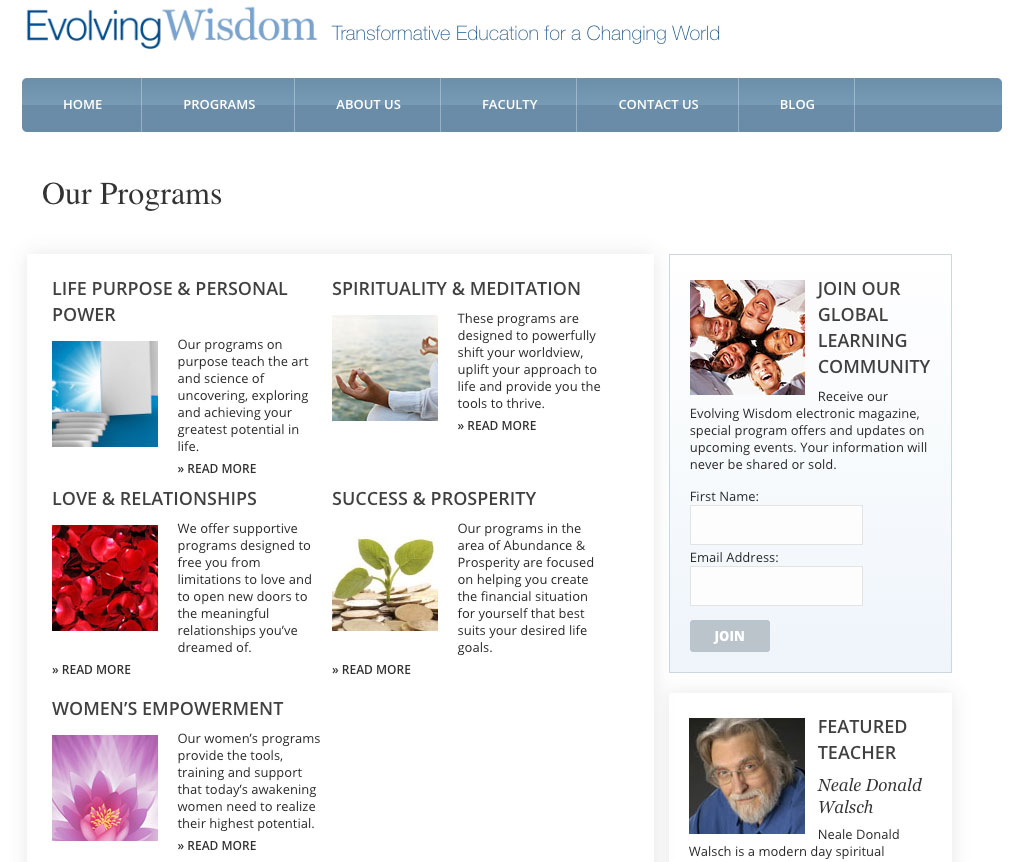 EvolvingWisdom Transformative Education for a Changing World
HOME PROGRAMS ABOUT US FACULTY CONTACT US BLOG
Our Programs
LIFE PURPOSE & PERSONAL
POWER
Our programs on
purpose teach the art
and science of
uncovering, exploring
and achieving your
greatest potential in
life.
» READ MORE
SPIRITUALITY & MEDITATION
These programs are
designed to powerfully
shift your worldview,
uplift your approach to
life and provide you the
tools to thrive.
» READ MORE
LOVE & RELATIONSHIPS
We offer supportive
programs designed to
free you from
limitations to love and
to open new doors to
the meaningful
relationships you’ve
dreamed of.
» READ MORE
SUCCESS & PROSPERITY
Our programs in the
area of Abundance &
Prosperity are focused
on helping you create
the financial situation
for yourself that best
suits your desired life
goals.
» READ MORE
WOMEN’S EMPOWERMENT
Our women’s programs
provide the tools,
training and support
that today’s awakening
women need to realize
their highest potential.
» READ MORE
JOIN OUR
GLOBAL
LEARNING
COMMUNITY
Receive our
Evolving Wisdom electronic magazine,
special program offers and updates on
upcoming events. Your information will
never be shared or sold.
First Name:
Email Address:
JOIN
FEATURED
TEACHER
Neale Donald
Walsch
Neale Donald
Walsch is a modern day spiritual